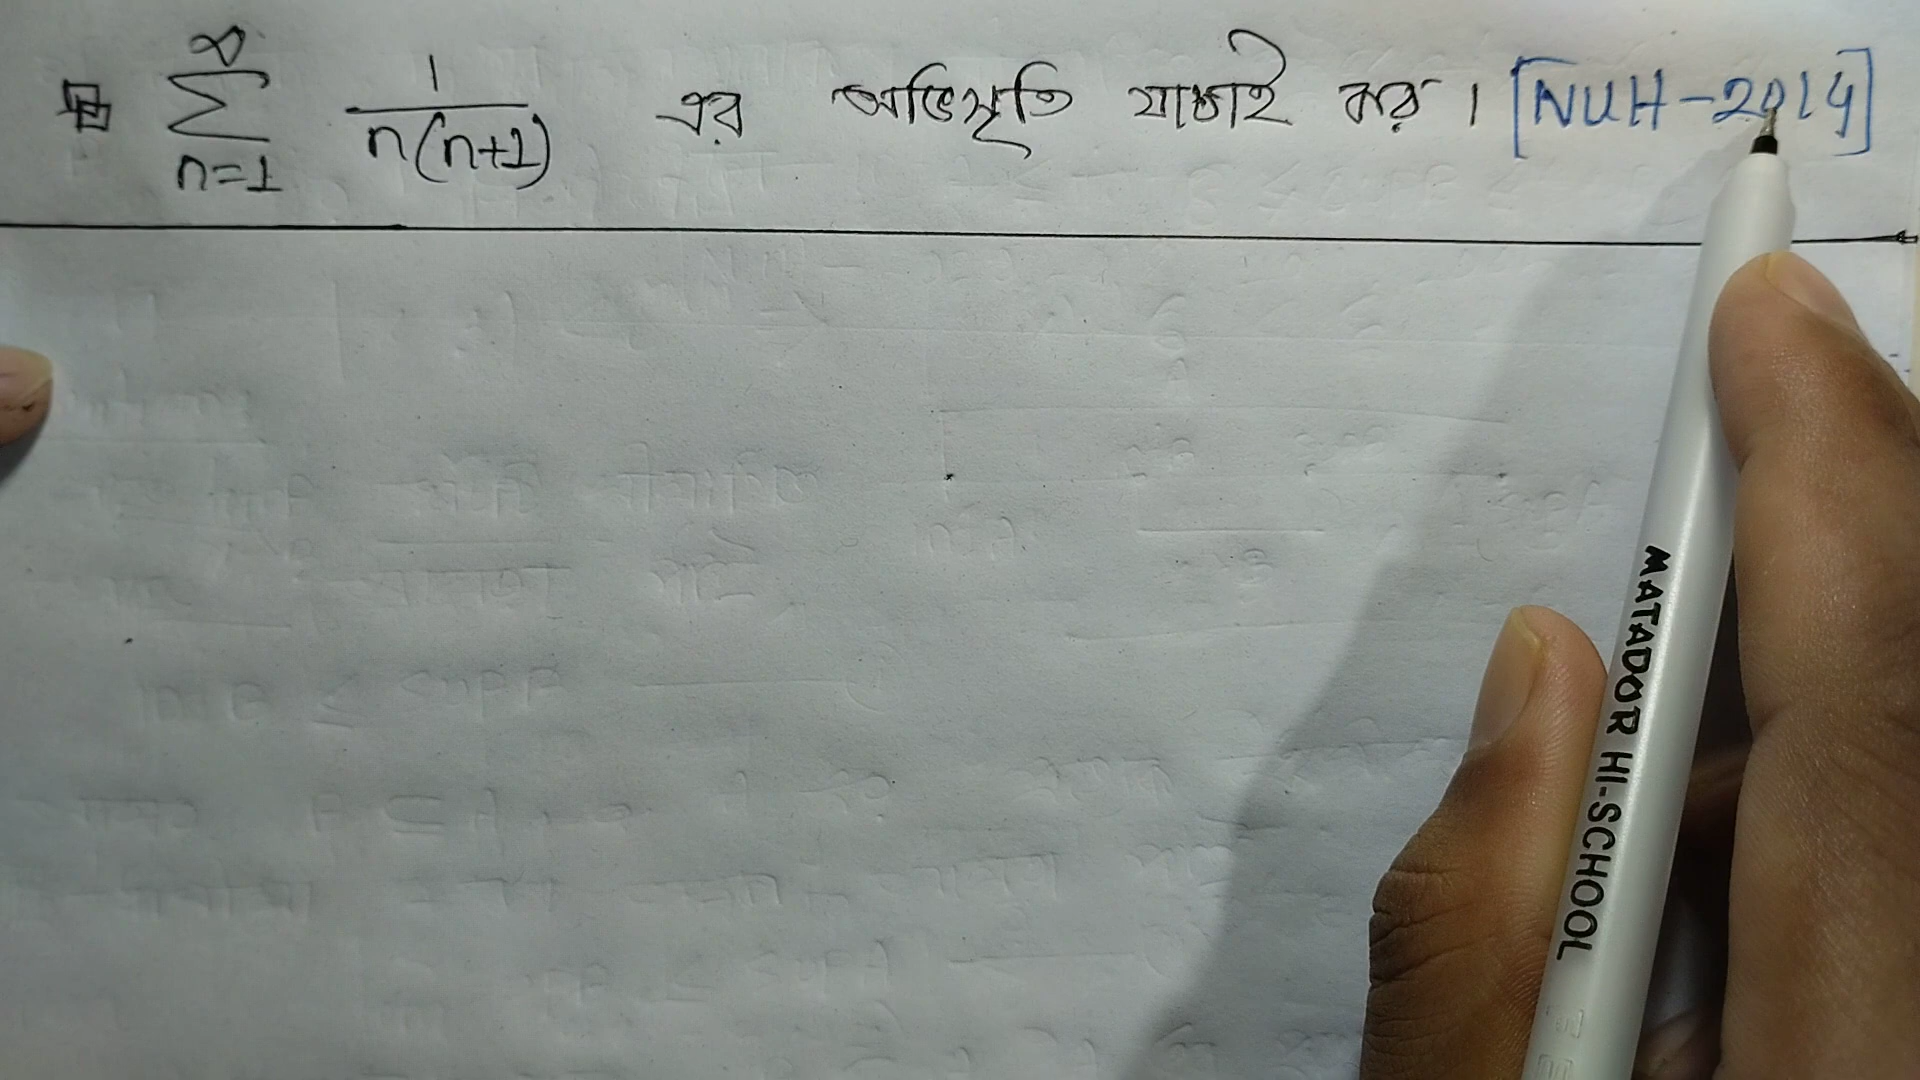 ∑_{n=1}^{∞} 1/n(n+1) এর অভিসৃতি যাচাই কর। [NUH-2014]
MATADOR HI-SCHOOL